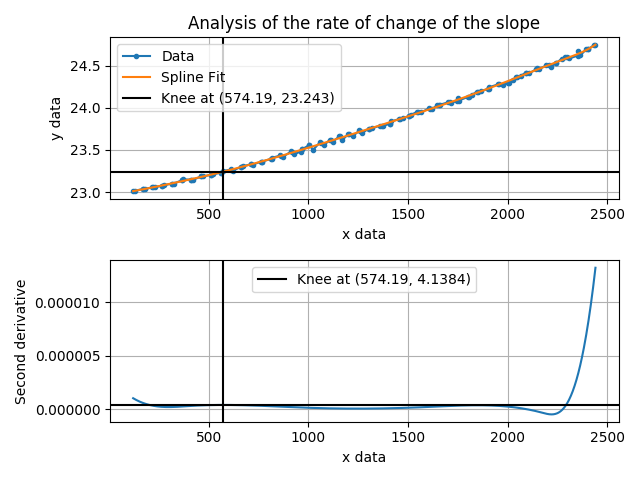 Analysis of the rate of change of the slope
Data
Spline Fit
Knee at (574.19, 23.243)
y data
24.5
24.0
23.5
23.0
500 1000 1500 2000 2500
x data
Knee at (574.19, 4.1384)
Second derivative
0.000010
0.000005
0.000000
500 1000 1500 2000 2500
x data